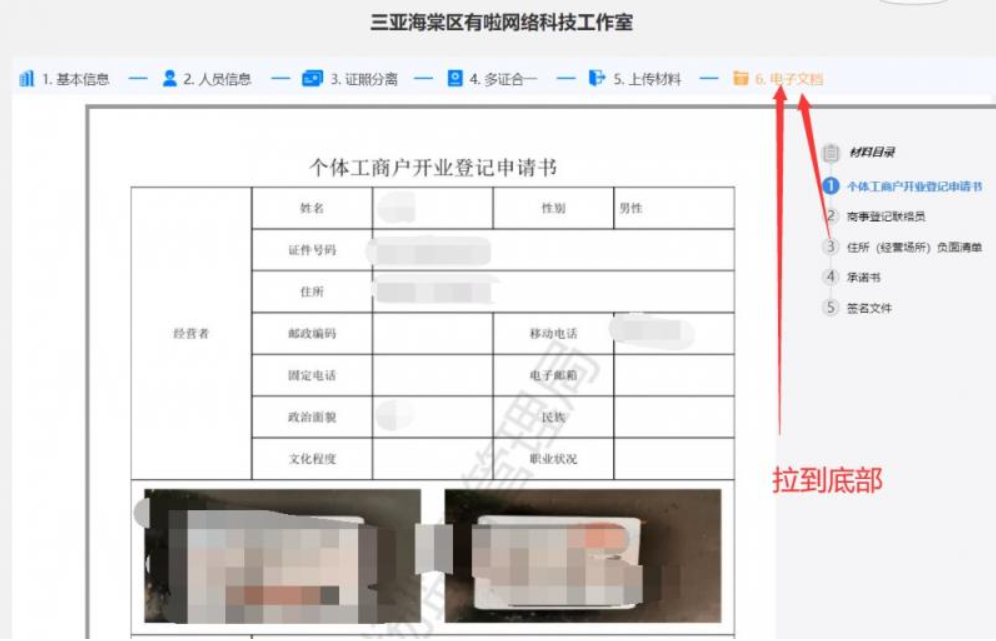 三亚海棠区有啦网络科技工作室
1. 基本信息 2. 人员信息 3. 证照分离 4. 多证合一 5. 上传材料 6. 电子文档
个体工商户开业登记申请书
姓名 性别 男性
证件号码
住所
经营者 邮政编码 移动电话
固定电话 电子邮箱
政治面貌 民族
文化程度 职业状况
管理局
材料目录
1 个体工商户开业登记申请书
2 商事登记联络员
3 住所（经营场所）负面清单
4 承诺书
5 签名文件
拉到底部